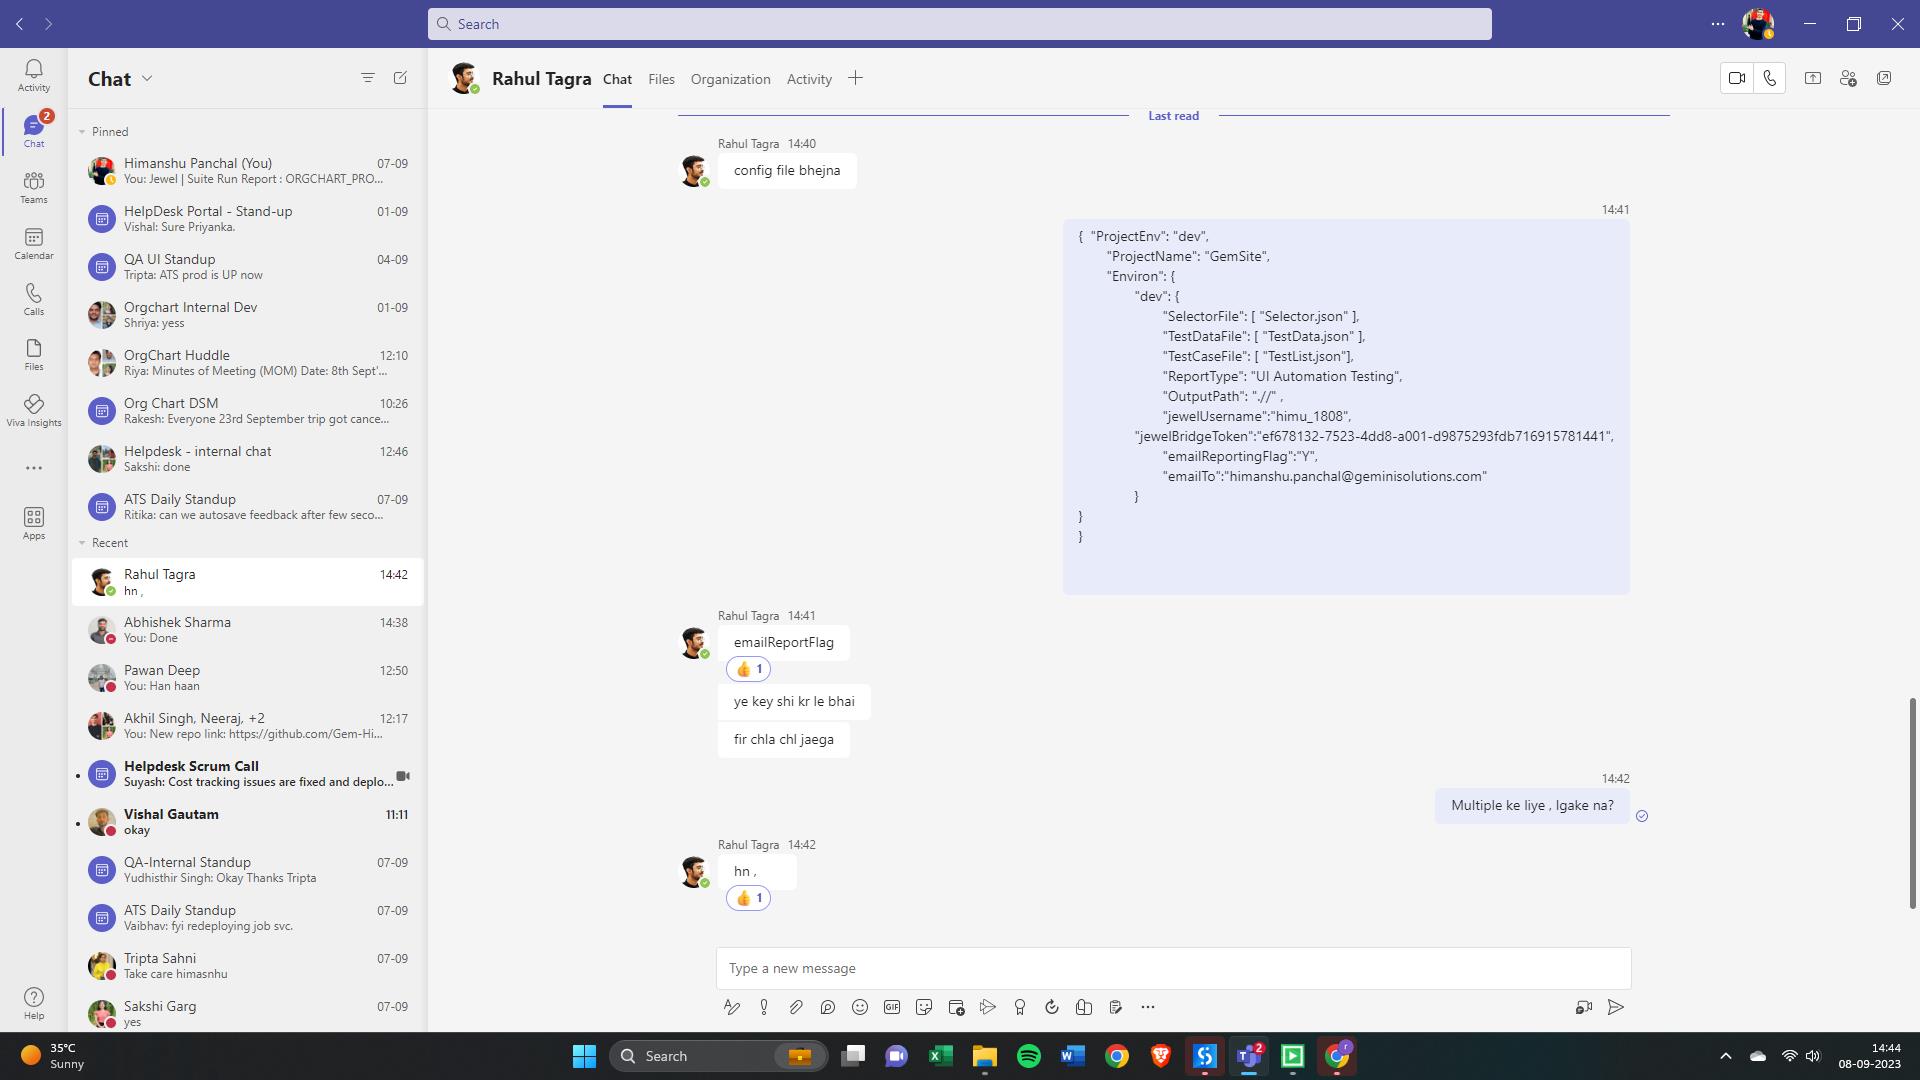 Search
Activity
Chat
2
Chat
Teams
Calendar
Calls
Files
Viva Insights
Apps
Help
Pinned
Himanshu Panchal (You) 07-09
You: Jewel | Suite Run Report : ORGCHART_PRO...
HelpDesk Portal - Stand-up 01-09
Vishal: Sure Priyanka.
QA UI Standup 04-09
Tripta: ATS prod is UP now
Orgchart Internal Dev 01-09
Shriya: yess
OrgChart Huddle 12:10
Riya: Minutes of Meeting (MOM) Date: 8th Sept'...
Org Chart DSM 10:26
Rakesh: Everyone 23rd September trip got cance...
Helpdesk - internal chat 12:46
Sakshi: done
ATS Daily Standup 07-09
Ritika: can we autosave feedback after few seco...
Recent
Rahul Tagra 14:42
hn ,
Abhishek Sharma 14:38
You: Done
Pawan Deep 12:50
You: Han haan
Akhil Singh, Neeraj, +2 12:17
You: New repo link: https://github.com/Gem-Hi...
Helpdesk Scrum Call
Suyash: Cost tracking issues are fixed and deplo...
Vishal Gautam 11:11
okay
QA-Internal Standup 07-09
Yudhisthir Singh: Okay Thanks Tripta
ATS Daily Standup 07-09
Vaibhav: fyi redeploying job svc.
Tripta Sahni 07-09
Take care himasnhu
Sakshi Garg 07-09
yes
Rahul Tagra Chat Files Organization Activity
Last read
Rahul Tagra 14:40
config file bhejna
14:41
{ "ProjectEnv": "dev",
"ProjectName": "GemSite",
"Environ": {
"dev": {
"SelectorFile": [ "Selector.json" ],
"TestDataFile": [ "TestData.json" ],
"TestCaseFile": [ "TestList.json"],
"ReportType": "UI Automation Testing",
"OutputPath": ".//" ,
"jewelUsername":"himu_1808",
"jewelBridgeToken":"ef678132-7523-4dd8-a001-d9875293fdb716915781441",
"emailReportingFlag":"Y",
"emailTo":"himanshu.panchal@geminisolutions.com"
}
}
}
Rahul Tagra 14:41
emailReportFlag
1
ye key shi kr le bhai
fir chla chl jaega
14:42
Multiple ke liye , lgake na?
Rahul Tagra 14:42
hn ,
1
Type a new message
GIF
35°C
Sunny
Search
2
14:44
08-09-2023